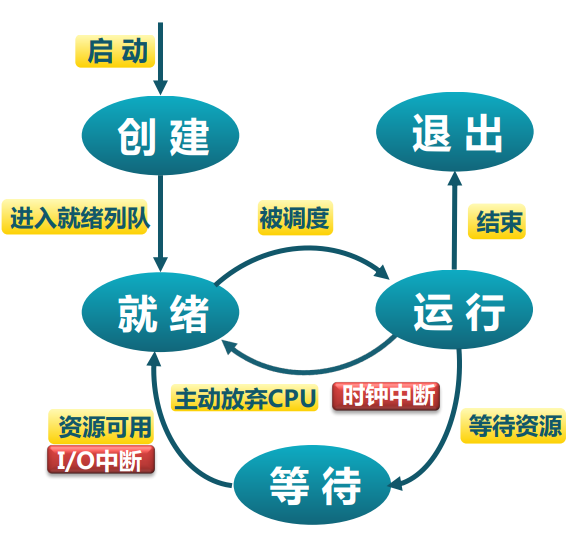 启动
创建
退出
进入就绪列队
被调度
结束
就绪
运行
主动放弃CPU
时钟中断
资源可用
I/O中断
等待资源
等待